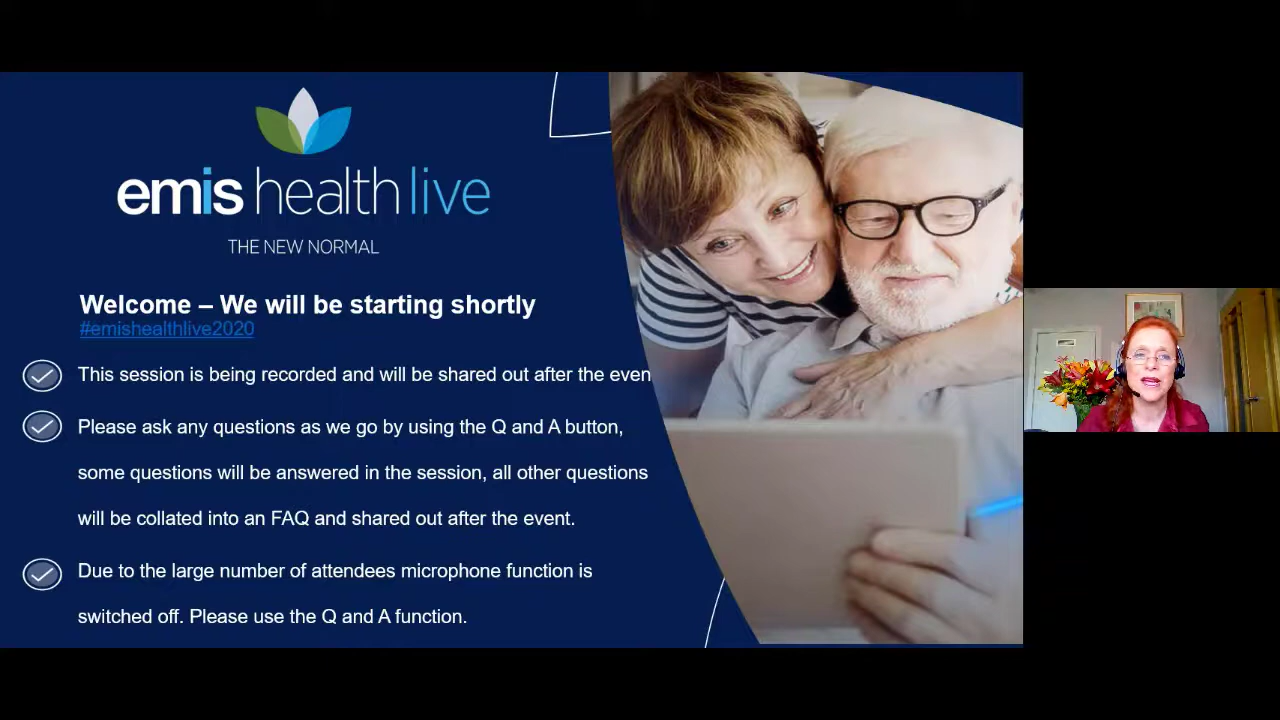 emis health live
THE NEW NORMAL
Welcome – We will be starting shortly
#emishealthlive2020
This session is being recorded and will be shared out after the even
Please ask any questions as we go by using the Q and A button,
some questions will be answered in the session, all other questions
will be collated into an FAQ and shared out after the event.
Due to the large number of attendees microphone function is
switched off. Please use the Q and A function.